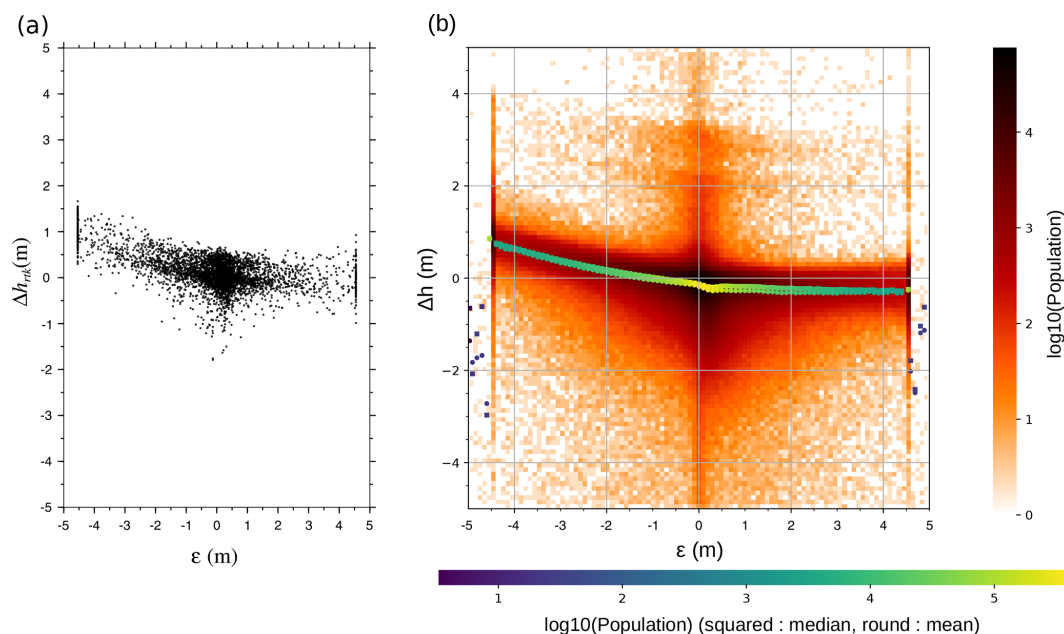 (a)
5
4
3
2
1
0
-1
-2
-3
-4
-5
-5 -4 -3 -2 -1 0 1 2 3 4 5
Δh_rtk(m)
ε (m)
(b)
4
2
0
−2
−4
-5 -4 -3 -2 -1 0 1 2 3 4 5
Δh (m)
ε (m)
4
3
2
1
0
log10(Population)
1 2 3 4 5
log10(Population) (squared : median, round : mean)